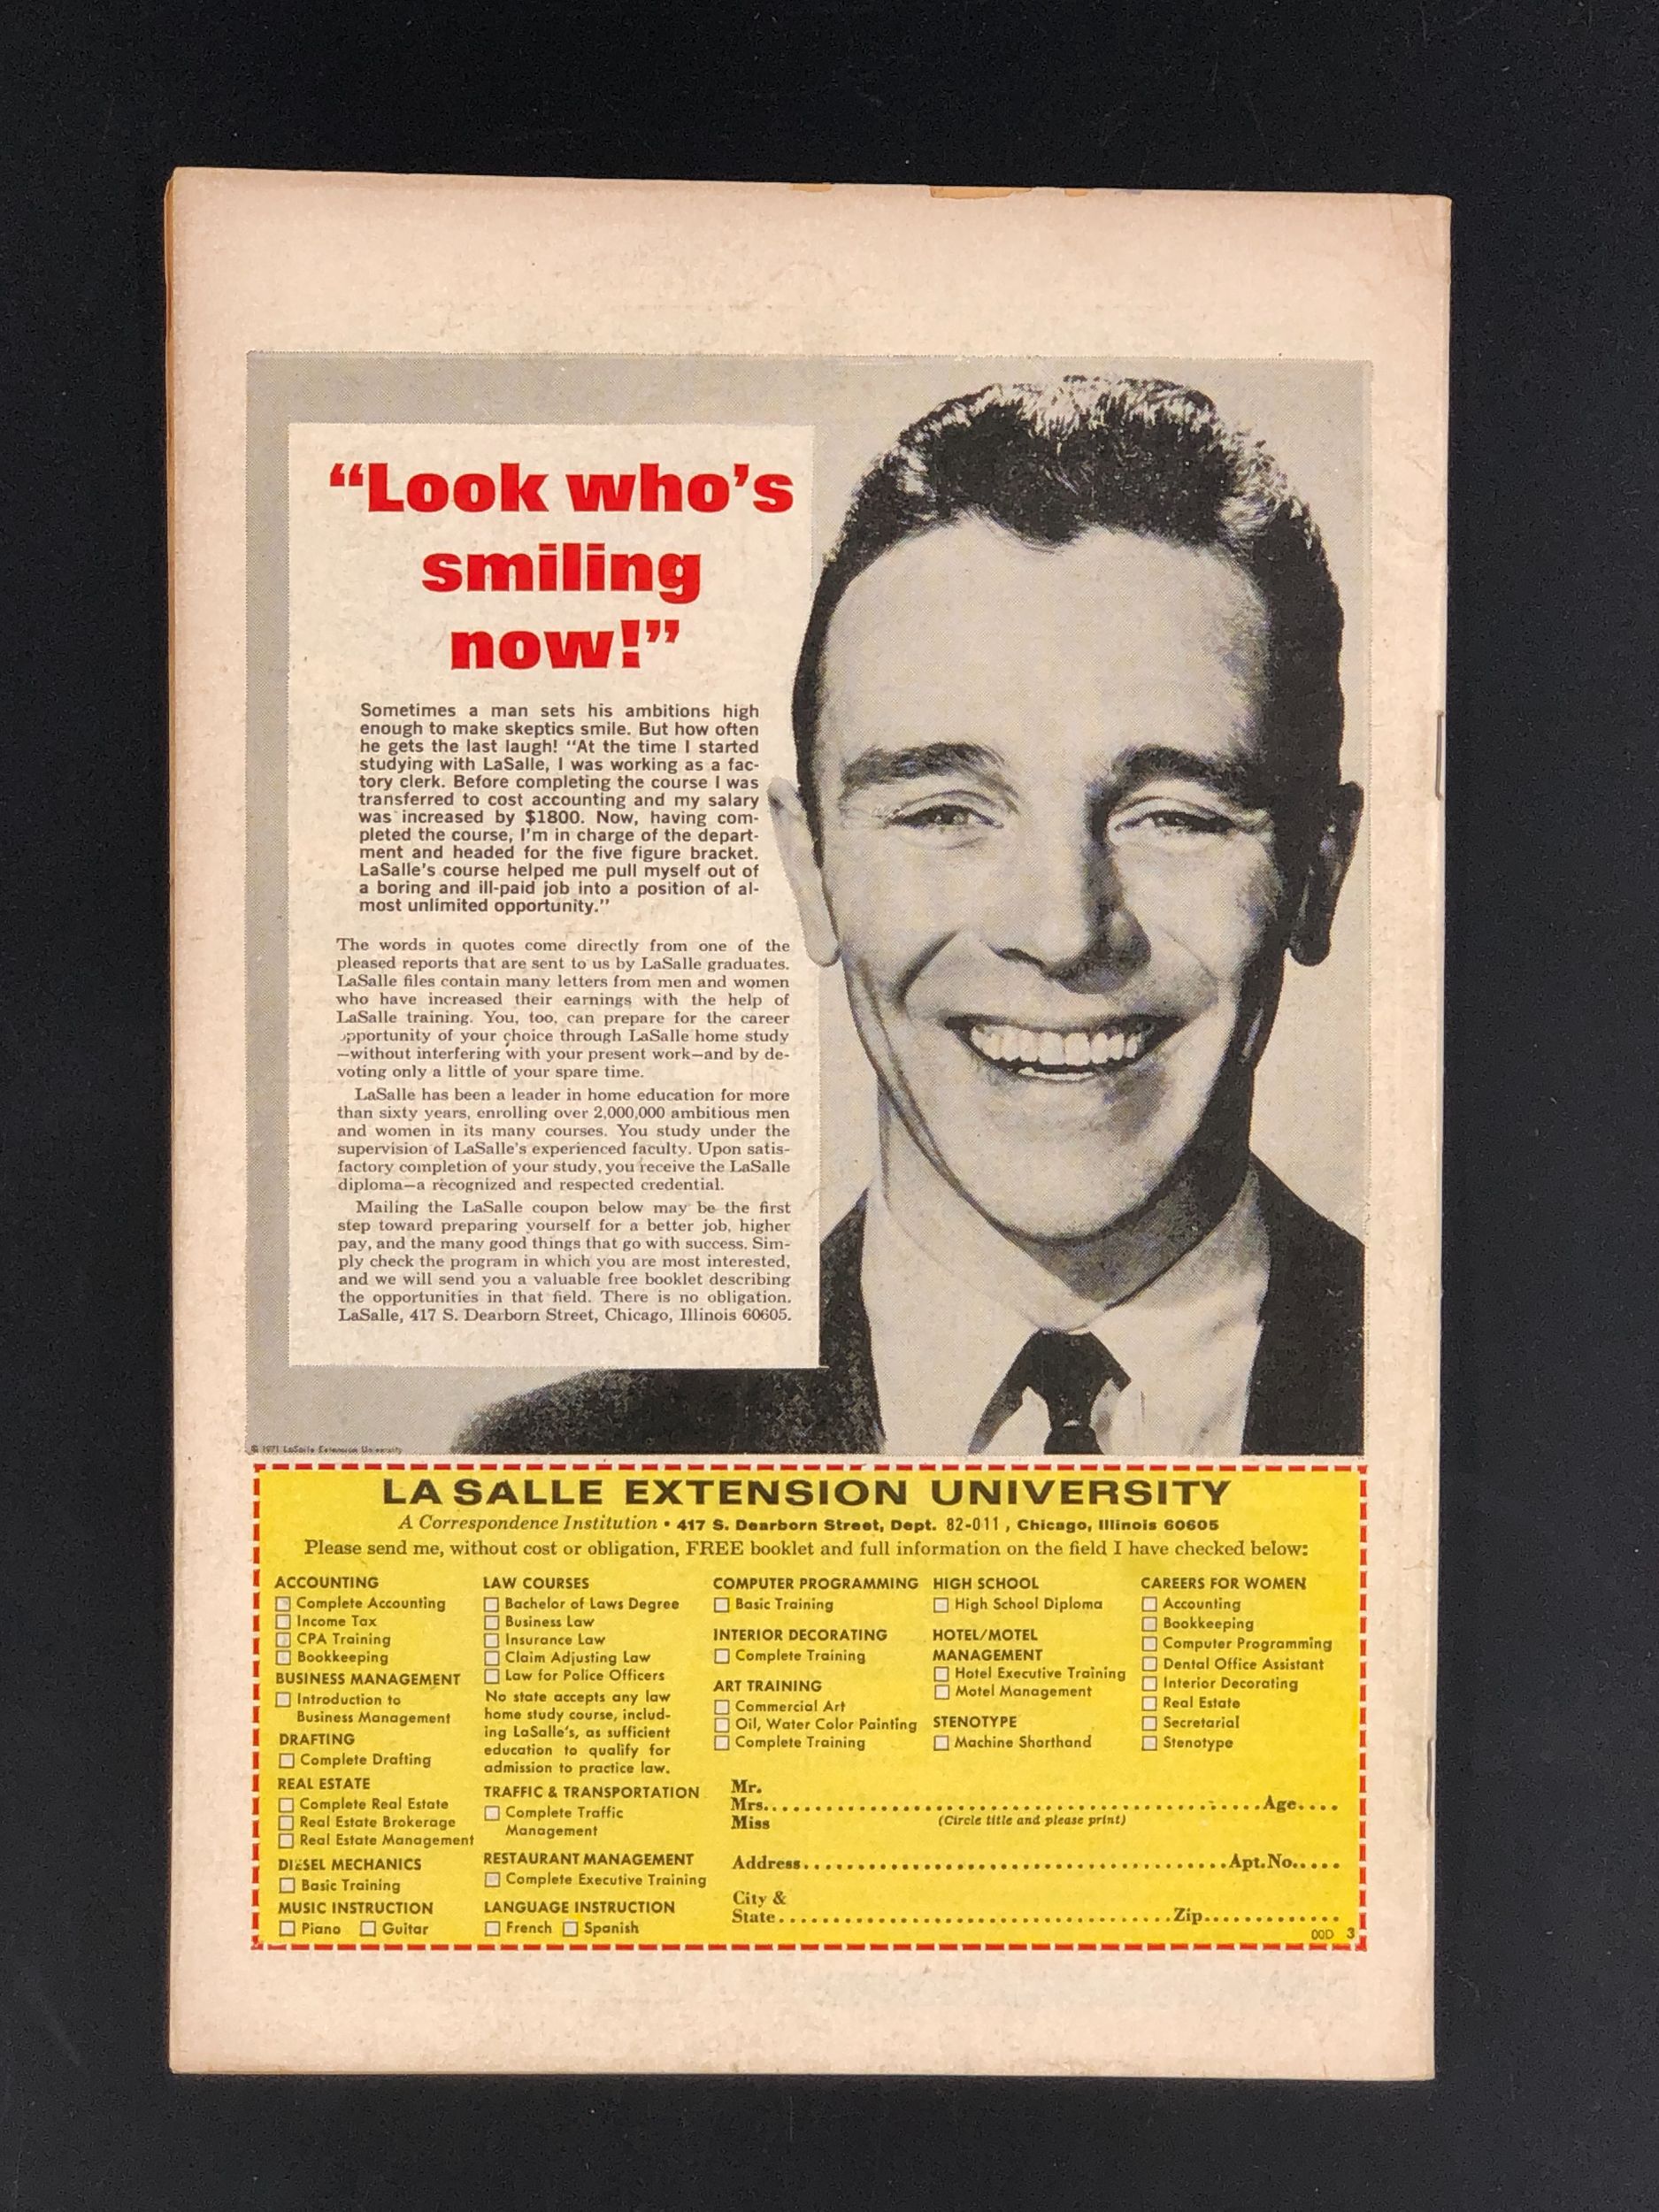 “Look who’s
smiling
now!”
Sometimes a man sets his ambitions high
enough to make skeptics smile. But how often
he gets the last laugh! “At the time I started
studying with LaSalle, I was working as a fac-
tory clerk. Before completing the course I was
transferred to cost accounting and my salary
was increased by $1800. Now, having com-
pleted the course, I’m in charge of the depart-
ment and headed for the five figure bracket.
LaSalle’s course helped me pull myself out of
a boring and ill-paid job into a position of al-
most unlimited opportunity.”
The words in quotes come directly from one of the
pleased reports that are sent to us by LaSalle graduates.
LaSalle files contain many letters from men and women
who have increased their earnings with the help of
LaSalle training. You, too, can prepare for the career
opportunity of your choice through LaSalle home study
—without interfering with your present work—and by de-
voting only a little of your spare time.
LaSalle has been a leader in home education for more
than sixty years, enrolling over 2,000,000 ambitious men
and women in its many courses. You study under the
supervision of LaSalle’s experienced faculty. Upon satis-
factory completion of your study, you receive the LaSalle
diploma—a recognized and respected credential.
Mailing the LaSalle coupon below may be the first
step toward preparing yourself for a better job, higher
pay, and the many good things that go with success. Sim-
ply check the program in which you are most interested,
and we will send you a valuable free booklet describing
the opportunities in that field. There is no obligation.
LaSalle, 417 S. Dearborn Street, Chicago, Illinois 60605.
© 1971 LaSalle Extension University
LA SALLE EXTENSION UNIVERSITY
A Correspondence Institution • 417 S. Dearborn Street, Dept. 82-011, Chicago, Illinois 60605
Please send me, without cost or obligation, FREE booklet and full information on the field I have checked below:
ACCOUNTING
Complete Accounting
Income Tax
CPA Training
Bookkeeping
BUSINESS MANAGEMENT
Introduction to
Business Management
DRAFTING
Complete Drafting
REAL ESTATE
Complete Real Estate
Real Estate Brokerage
Real Estate Management
DIESEL MECHANICS
Basic Training
MUSIC INSTRUCTION
Piano Guitar
LAW COURSES
Bachelor of Laws Degree
Business Law
Insurance Law
Claim Adjusting Law
Law for Police Officers
No state accepts any law
home study course, includ-
ing LaSalle’s, as sufficient
education to qualify for
admission to practice law.
TRAFFIC & TRANSPORTATION
Complete Traffic
Management
RESTAURANT MANAGEMENT
Complete Executive Training
LANGUAGE INSTRUCTION
French Spanish
COMPUTER PROGRAMMING
Basic Training
INTERIOR DECORATING
Complete Training
ART TRAINING
Commercial Art
Oil, Water Color Painting
Complete Training
HIGH SCHOOL
High School Diploma
HOTEL/MOTEL
MANAGEMENT
Hotel Executive Training
Motel Management
STENOTYPE
Machine Shorthand
CAREERS FOR WOMEN
Accounting
Bookkeeping
Computer Programming
Dental Office Assistant
Interior Decorating
Real Estate
Secretarial
Stenotype
Mr.
Mrs. Age
Miss (Circle title and please print)
Address Apt.No.
City &
State Zip
00D 3